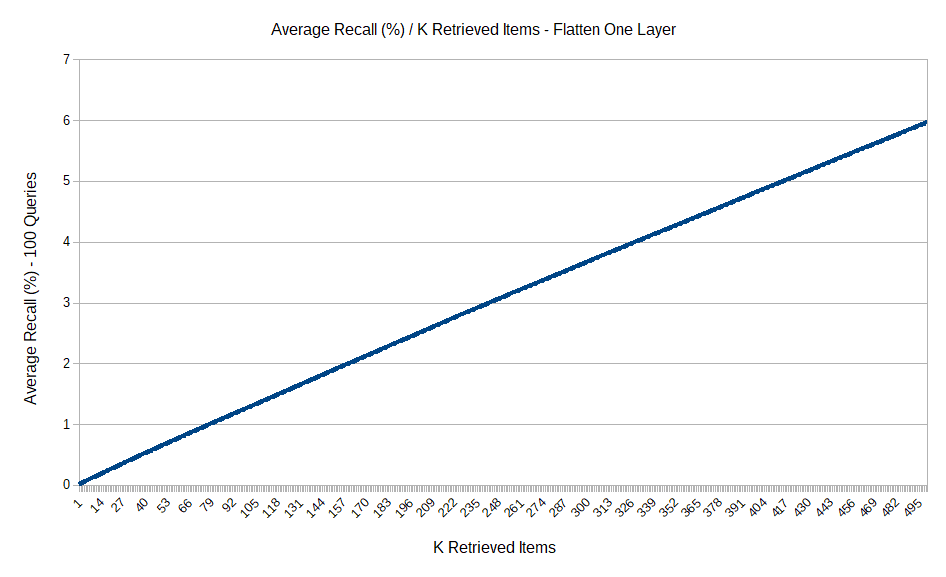 Average Recall (%) / K Retrieved Items - Flatten One Layer
7
6
5
4
3
2
1
0
Average Recall (%) - 100 Queries
1 14 27 40 53 66 79 92 105 118 131 144 157 170 183 196 209 222 235 248 261 274 287 300 313 326 339 352 365 378 391 404 417 430 443 456 469 482 495
K Retrieved Items